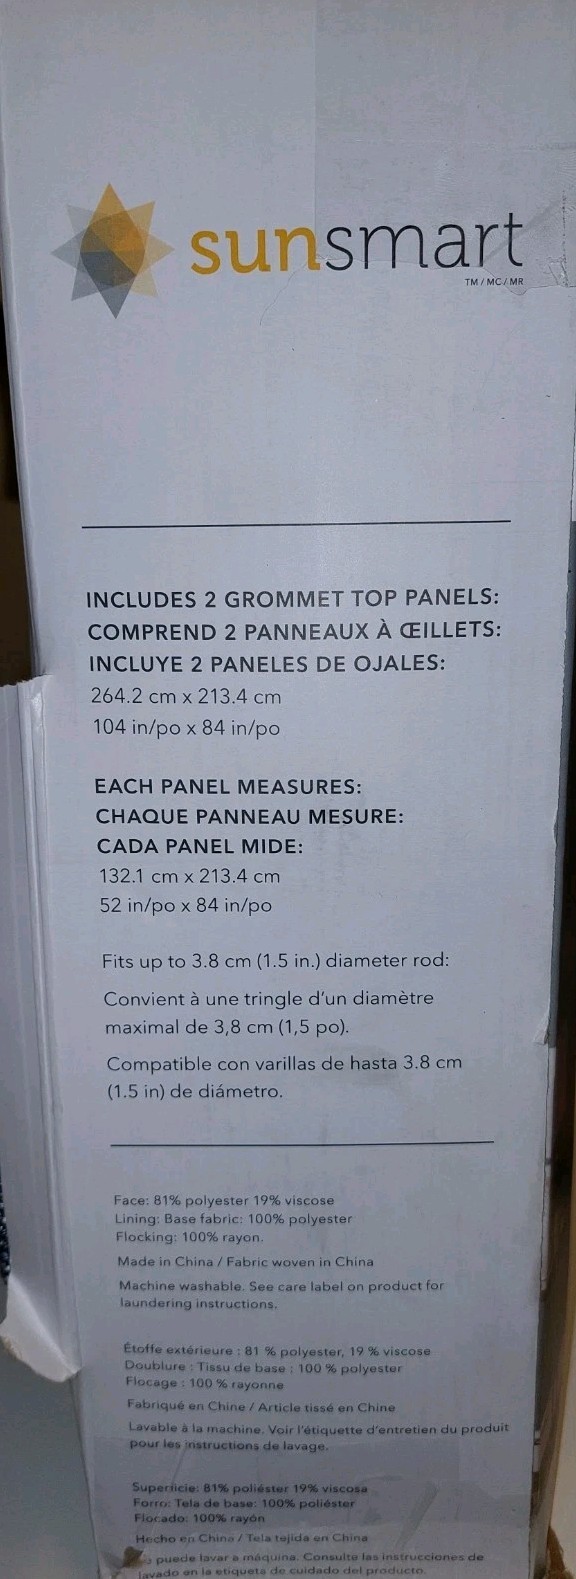 sunsmart
TM / MC / MR
INCLUDES 2 GROMMET TOP PANELS:
COMPREND 2 PANNEAUX À ŒILLETS:
INCLUYE 2 PANELES DE OJALES:
264.2 cm x 213.4 cm
104 in/po x 84 in/po
EACH PANEL MEASURES:
CHAQUE PANNEAU MESURE:
CADA PANEL MIDE:
132.1 cm x 213.4 cm
52 in/po x 84 in/po
Fits up to 3.8 cm (1.5 in.) diameter rod:
Convient à une tringle d'un diamètre
maximal de 3,8 cm (1,5 po).
Compatible con varillas de hasta 3.8 cm
(1.5 in) de diámetro.
Face: 81% polyester 19% viscose
Lining: Base fabric: 100% polyester
Flocking: 100% rayon.
Made in China / Fabric woven in China
Machine washable. See care label on product for
laundering instructions.
Étoffe extérieure : 81 % polyester, 19 % viscose
Doublure : Tissu de base : 100 % polyester
Flocage : 100 % rayonne
Fabriqué en Chine / Article tissé en Chine
Lavable à la machine. Voir l'étiquette d'entretien du produit
pour les instructions de lavage.
Superficie: 81% poliéster 19% viscosa
Forro: Tela de base: 100% poliéster
Flocado: 100% rayón
Hecho en China / Tela tejida en China
puede lavar a máquina. Consulte las instrucciones de
lavado en la etiqueta de cuidado del producto.